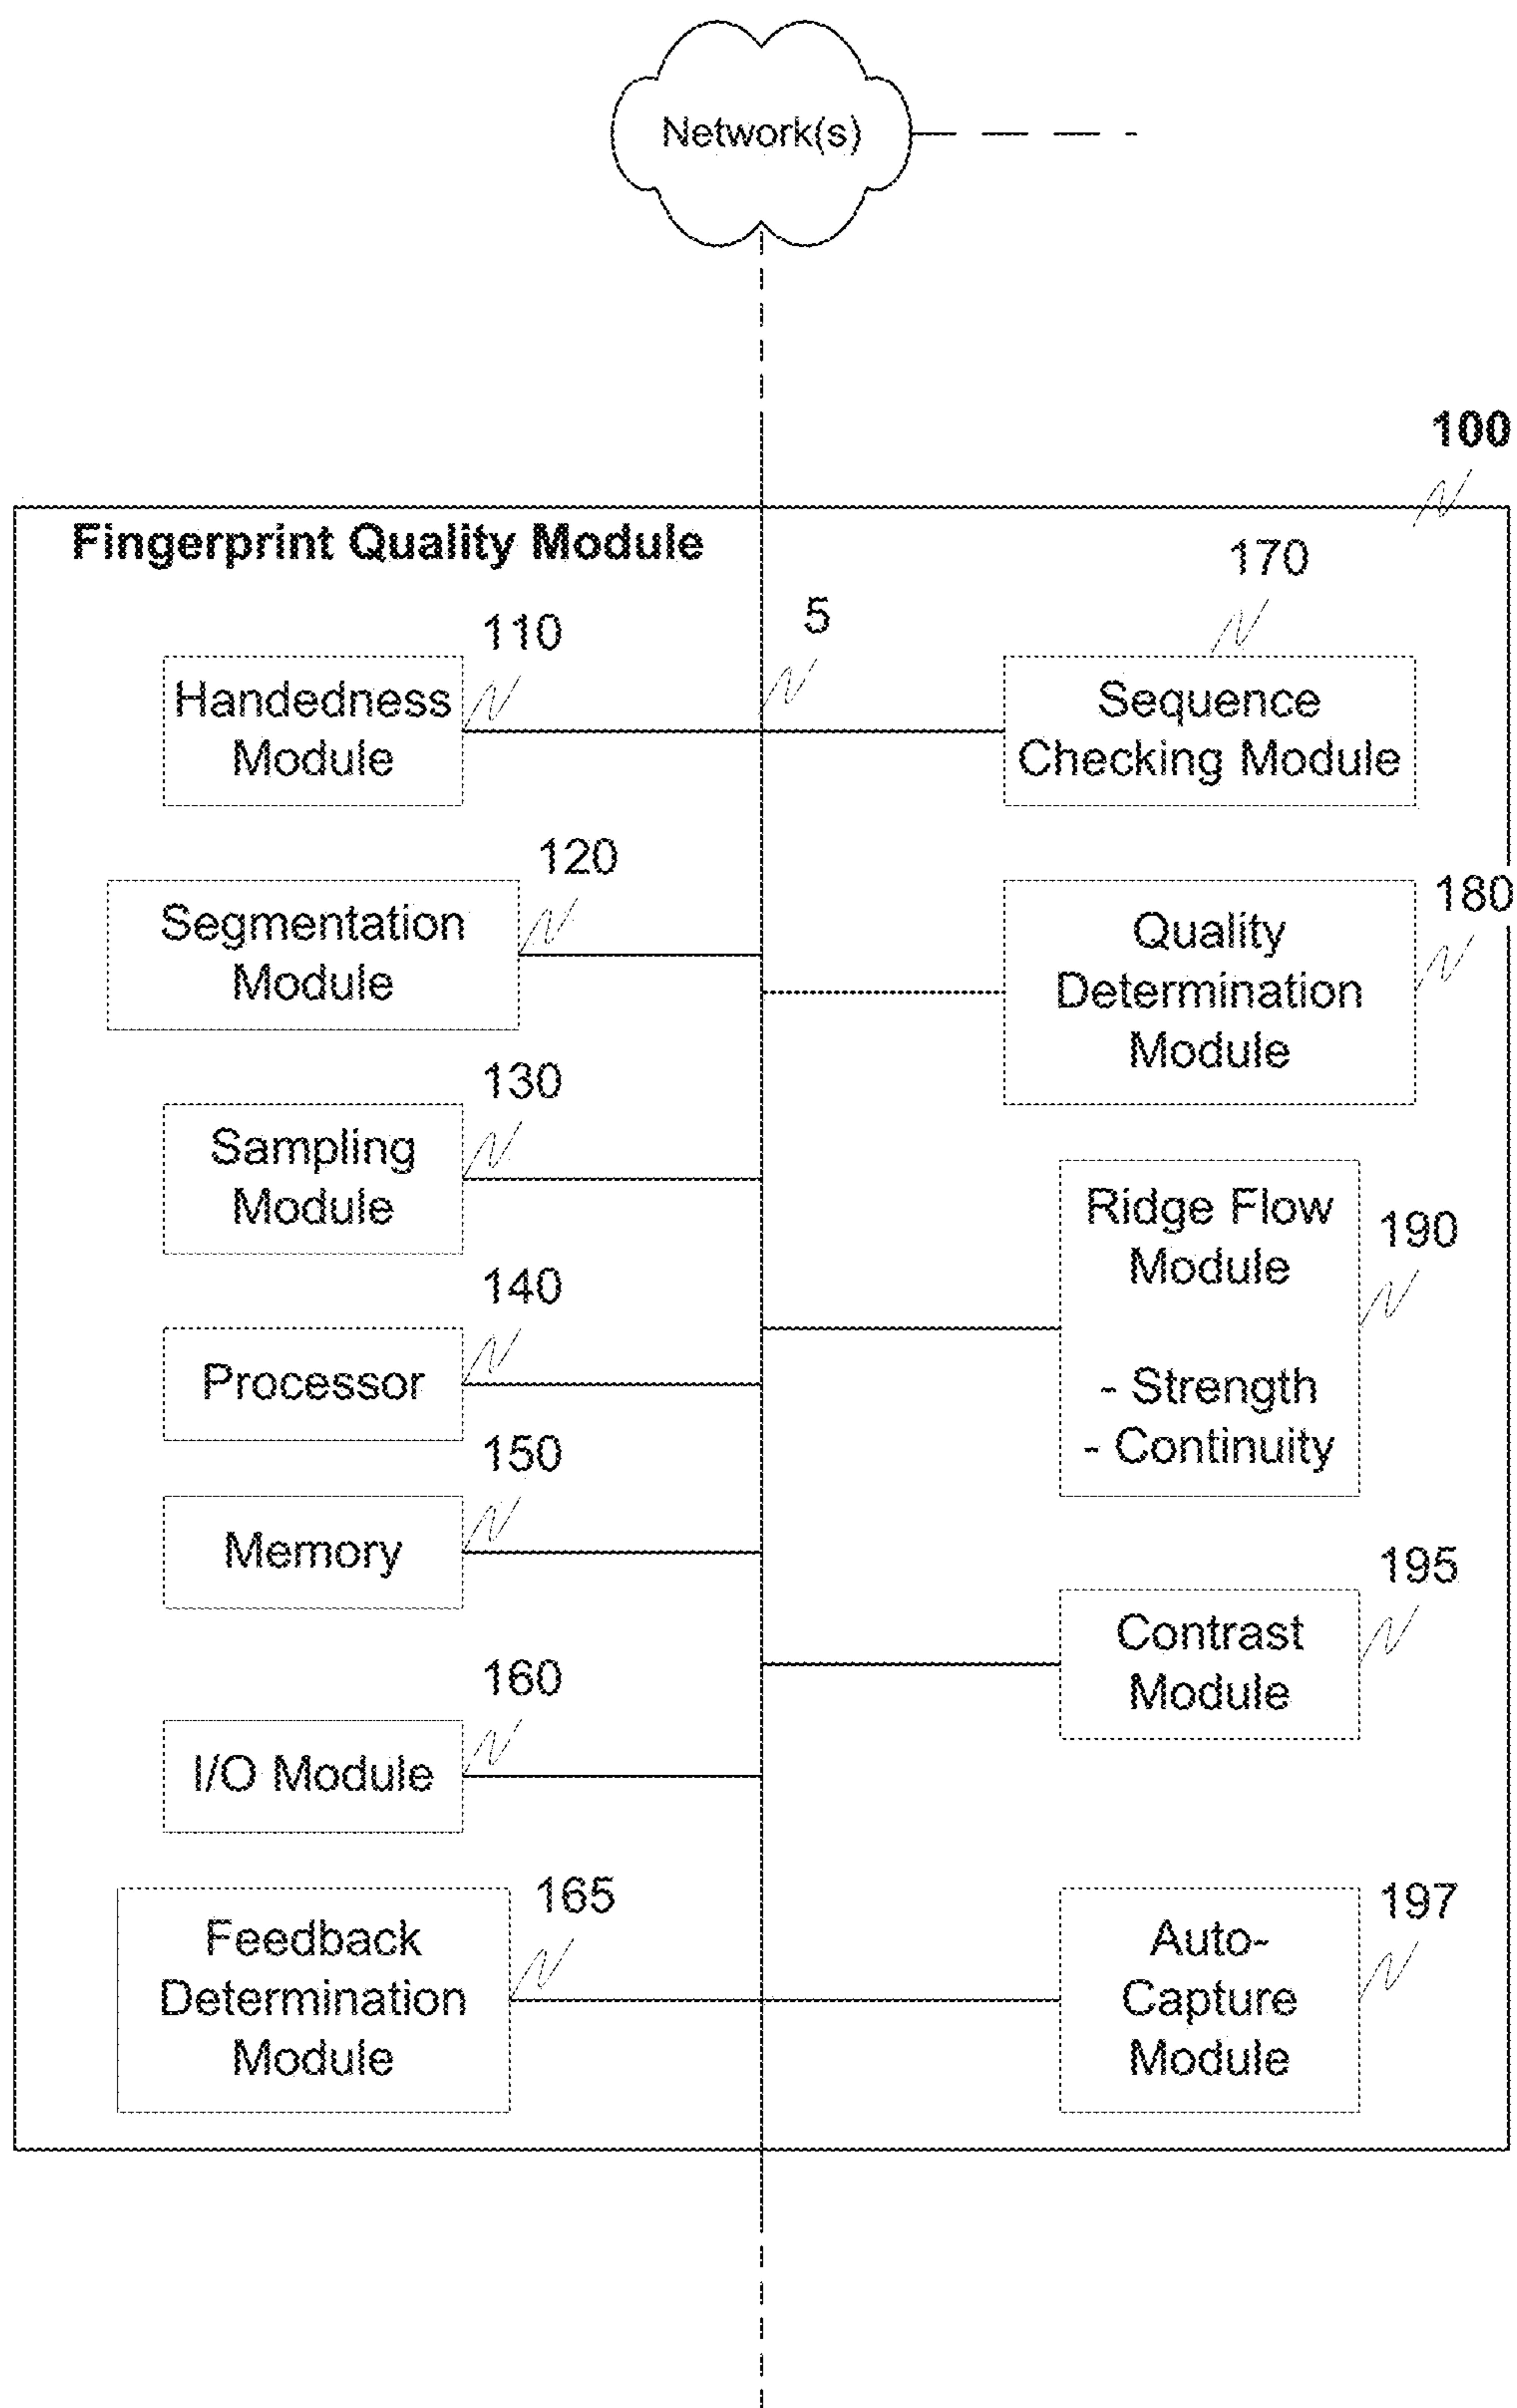 Network(s)
100
Fingerprint Quality Module
170
110
5
Handedness
Module
Sequence
Checking Module
120
180
Segmentation
Module
Quality
Determination
Module
130
Sampling
Module
Ridge Flow
Module
- Strength
- Continuity
190
140
Processor
150
Memory
195
Contrast
Module
160
I/O Module
165
Feedback
Determination
Module
197
Auto-
Capture
Module